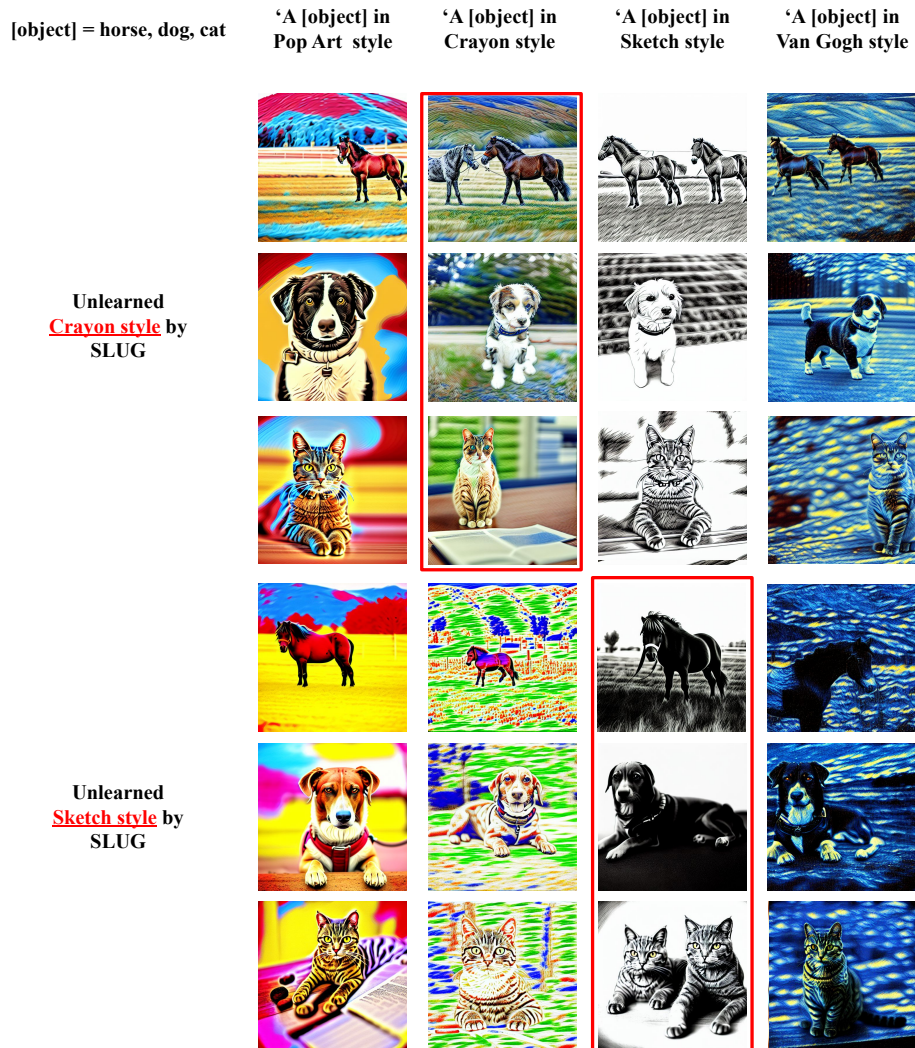 [object] = horse, dog, cat
‘A [object] in
Pop Art style
‘A [object] in
Crayon style
‘A [object] in
Sketch style
‘A [object] in
Van Gogh style
Unlearned
Crayon style by
SLUG
Unlearned
Sketch style by
SLUG